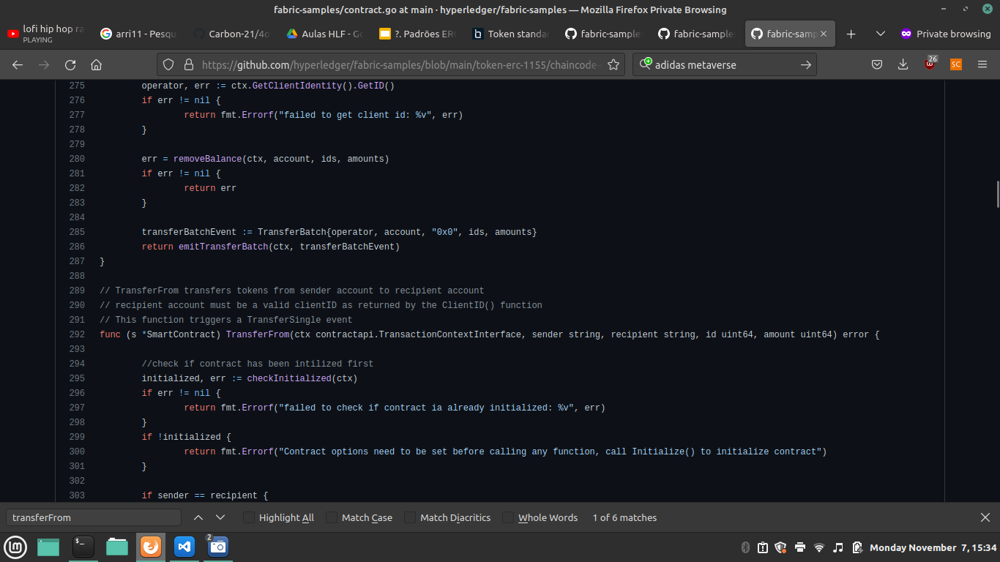 fabric-samples/contract.go at main · hyperledger/fabric-samples — Mozilla Firefox Private Browsing
lofi hip hop ra
PLAYING
arri11 - Pesqu
Carbon-21/4o
Aulas HLF - Go
?. Padrões ERC
Token standa
fabric-sample
fabric-sample
fabric-samp
Private browsing
https://github.com/hyperledger/fabric-samples/blob/main/token-erc-1155/chaincode-
adidas metaverse
26
SC
275 operator, err := ctx.GetClientIdentity().GetID()
276 if err != nil {
277 return fmt.Errorf("failed to get client id: %v", err)
278 }
279
280 err = removeBalance(ctx, account, ids, amounts)
281 if err != nil {
282 return err
283 }
284
285 transferBatchEvent := TransferBatch{operator, account, "0x0", ids, amounts}
286 return emitTransferBatch(ctx, transferBatchEvent)
287 }
288
289 // TransferFrom transfers tokens from sender account to recipient account
290 // recipient account must be a valid clientID as returned by the ClientID() function
291 // This function triggers a TransferSingle event
292 func (s *SmartContract) TransferFrom(ctx contractapi.TransactionContextInterface, sender string, recipient string, id uint64, amount uint64) error {
293
294 //check if contract has been intilized first
295 initialized, err := checkInitialized(ctx)
296 if err != nil {
297 return fmt.Errorf("failed to check if contract ia already initialized: %v", err)
298 }
299 if !initialized {
300 return fmt.Errorf("Contract options need to be set before calling any function, call Initialize() to initialize contract")
301 }
302
303 if sender == recipient {
transferFrom
Highlight All
Match Case
Match Diacritics
Whole Words
1 of 6 matches
2
Monday November 7, 15:34